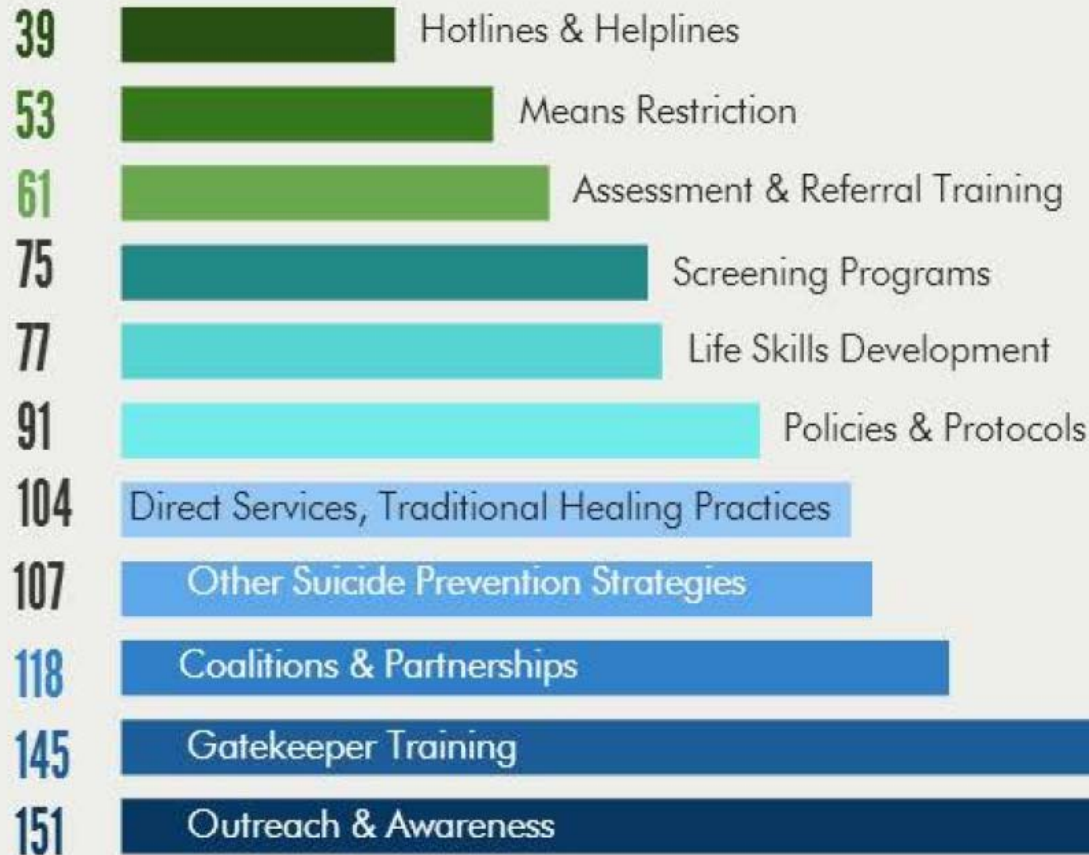 39 Hotlines & Helplines
53 Means Restriction
61 Assessment & Referral Training
75 Screening Programs
77 Life Skills Development
91 Policies & Protocols
104 Direct Services, Traditional Healing Practices
107 Other Suicide Prevention Strategies
118 Coalitions & Partnerships
145 Gatekeeper Training
151 Outreach & Awareness